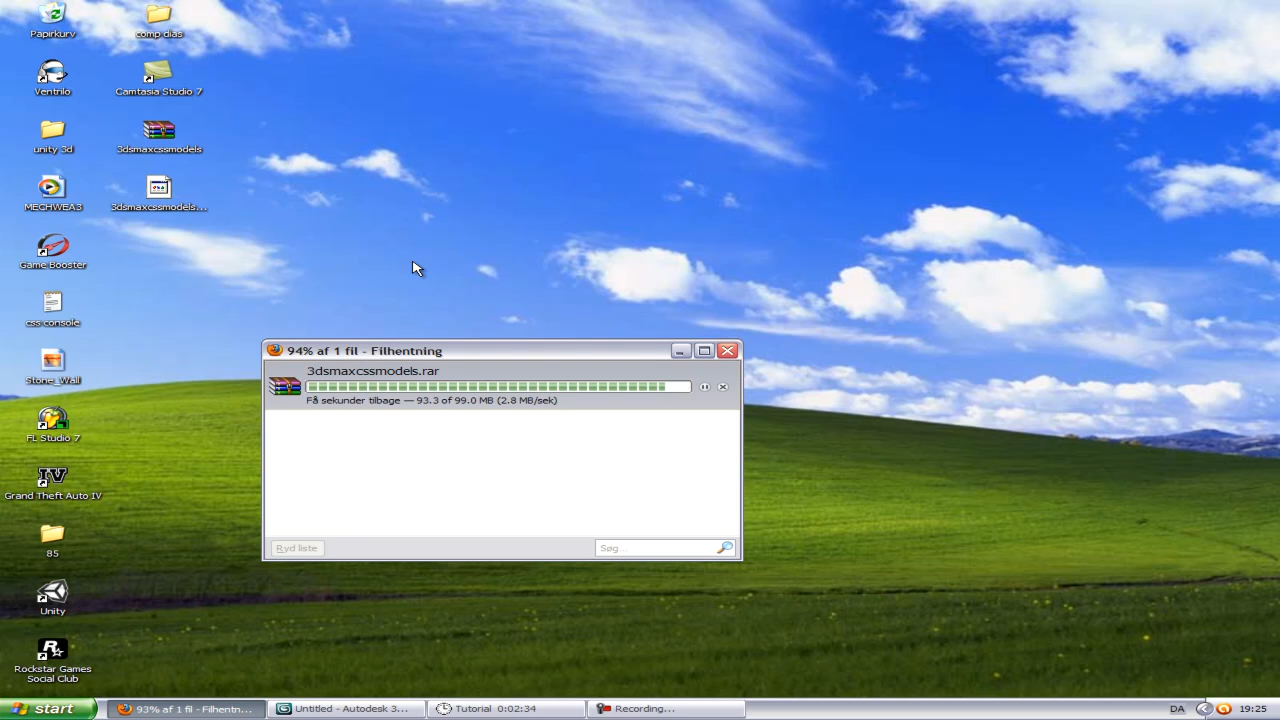 Papirkurv
comp dias
Ventrilo
Camtasia Studio 7
unity 3d
3dsmaxcssmodels
MECHWEA3
3dsmaxcssmodels...
Game Booster
css console
Stone_Wall
FL Studio 7
IV
Grand Theft Auto IV
85
Unity
R
Rockstar Games
Social Club
94% af 1 fil - Filhentning
3dsmaxcssmodels.rar
Få sekunder tilbage — 93.3 of 99.0 MB (2.8 MB/sek)
Ryd liste
Søg...
start
93% af 1 fil - Filhentn...
Untitled - Autodesk 3...
Tutorial 0:02:34
Recording...
DA
19:25